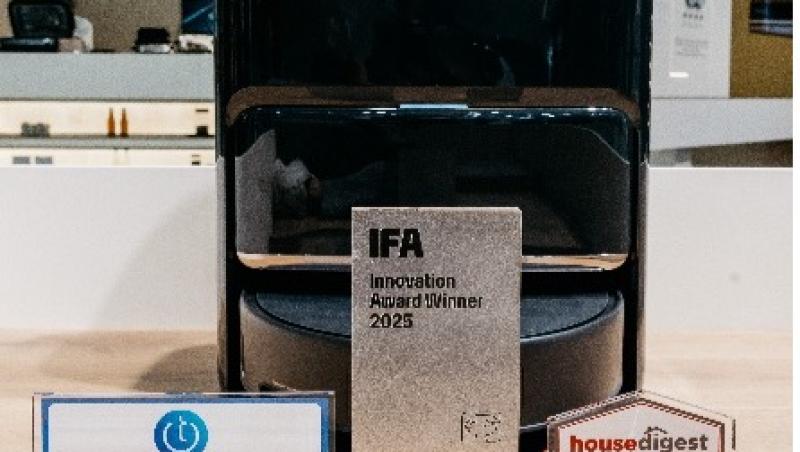 IFA
Innovation
Award Winner
2025
t
housedigest